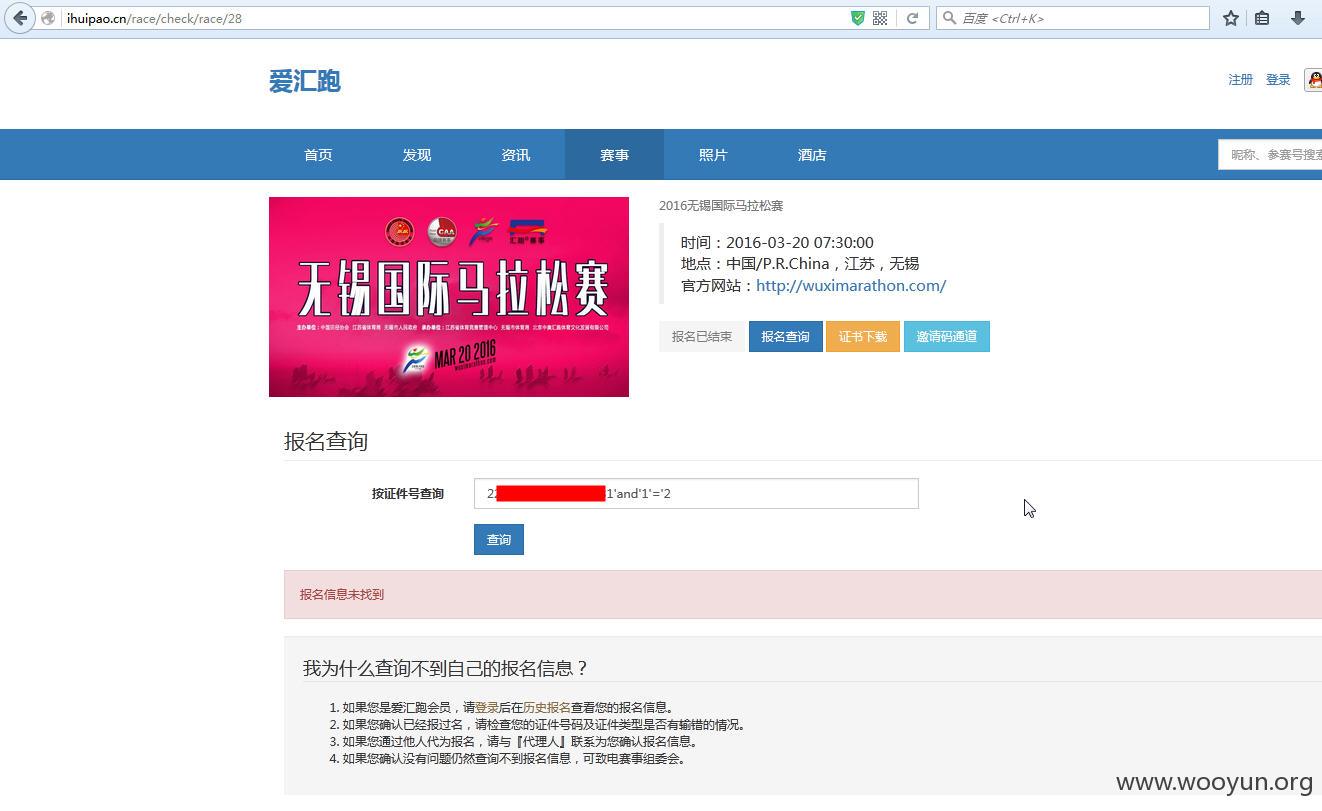 ihuipao.cn/race/check/race/28
百度 <Ctrl+K>
爱汇跑
注册 登录
首页 发现 资讯 赛事 照片 酒店
昵称、参赛号搜索
无锡国际马拉松赛
MAR 20 2016
2016无锡国际马拉松赛
时间：2016-03-20 07:30:00
地点：中国/P.R.China，江苏，无锡
官方网站：http://wuximarathon.com/
报名已结束 报名查询 证书下载 邀请码通道
报名查询
按证件号查询
1'and'1'='2
查询
报名信息未找到
我为什么查询不到自己的报名信息？
1. 如果您是爱汇跑会员，请登录后在历史报名查看您的报名信息。
2. 如果您确认已经报过名，请检查您的证件号码及证件类型是否有输错的情况。
3. 如果您通过他人代为报名，请与『代理人』联系为您确认报名信息。
4. 如果您确认没有问题仍然查询不到报名信息，可致电赛事组委会。
www.wooyun.org